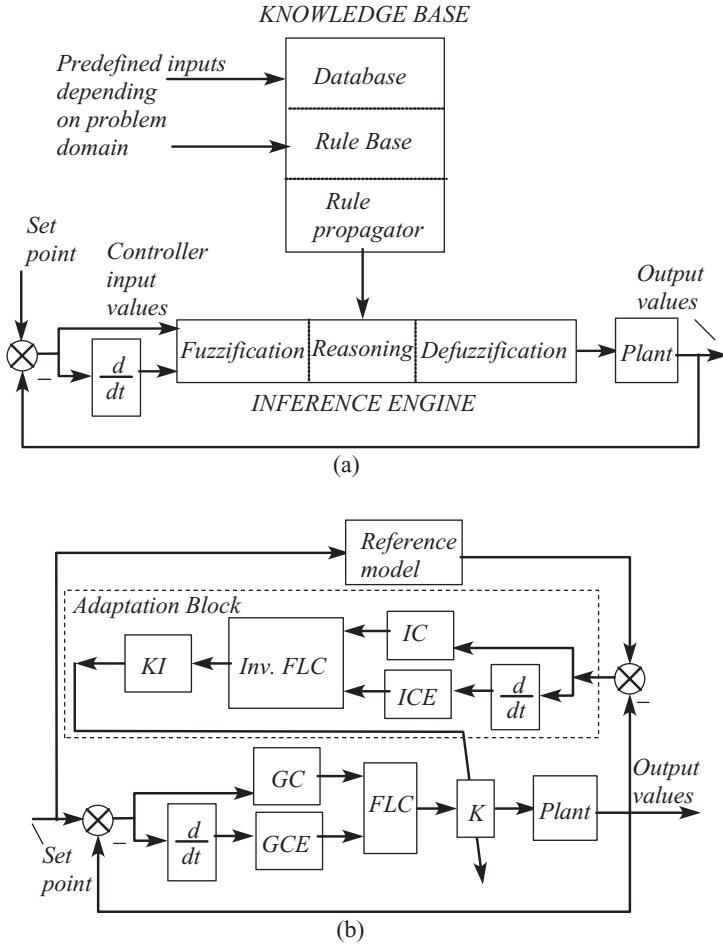 KNOWLEDGE BASE
Predefined inputs
depending
on problem
domain
Database
Rule Base
Rule
propagator
Set
point
Controller
input
values
Output
values
Fuzzification
Reasoning
Defuzzification
Plant
d
dt
–
INFERENCE ENGINE
(a)
Reference
model
Adaptation Block
KI
Inv. FLC
IC
ICE
d
dt
–
GC
GCE
FLC
K
Plant
Output
values
d
dt
–
Set
point
(b)